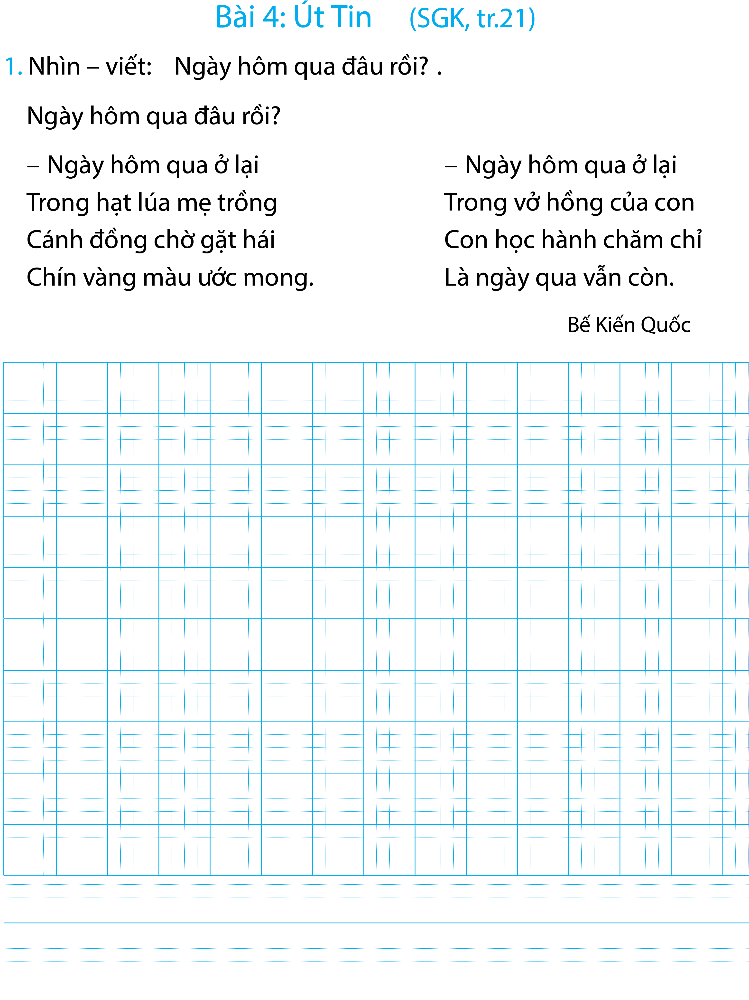 Bài 4: Út Tin (SGK, tr.21)
1. Nhìn – viết: Ngày hôm qua đâu rồi? .
Ngày hôm qua đâu rồi?
– Ngày hôm qua ở lại
Trong hạt lúa mẹ trồng
Cánh đồng chờ gặt hái
Chín vàng màu ước mong.
– Ngày hôm qua ở lại
Trong vở hồng của con
Con học hành chăm chỉ
Là ngày qua vẫn còn.
Bế Kiến Quốc